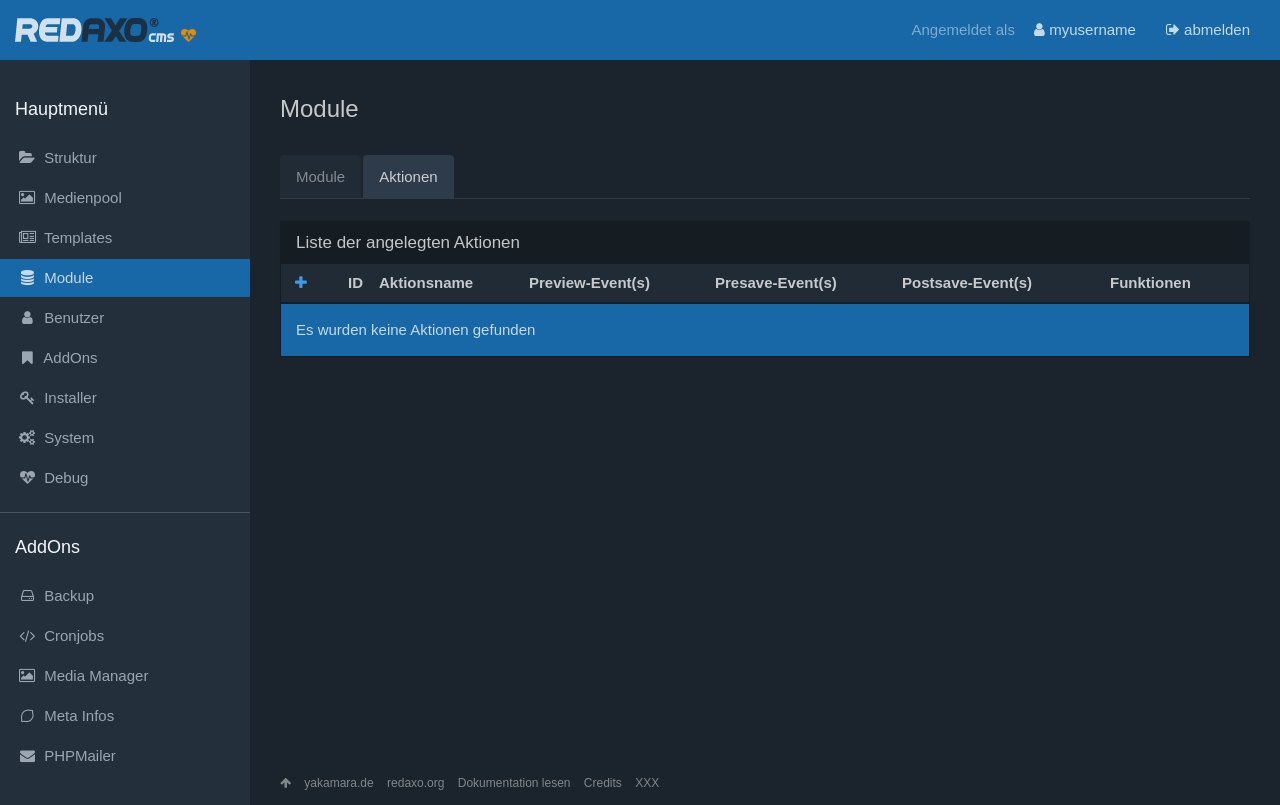 REDAXO® cms
Angemeldet als myusername abmelden
Hauptmenü
Struktur
Medienpool
Templates
Module
Benutzer
AddOns
Installer
System
Debug
AddOns
Backup
Cronjobs
Media Manager
Meta Infos
PHPMailer
Module
Module Aktionen
Liste der angelegten Aktionen
ID Aktionsname Preview-Event(s) Presave-Event(s) Postsave-Event(s) Funktionen
Es wurden keine Aktionen gefunden
yakamara.de redaxo.org Dokumentation lesen Credits XXX